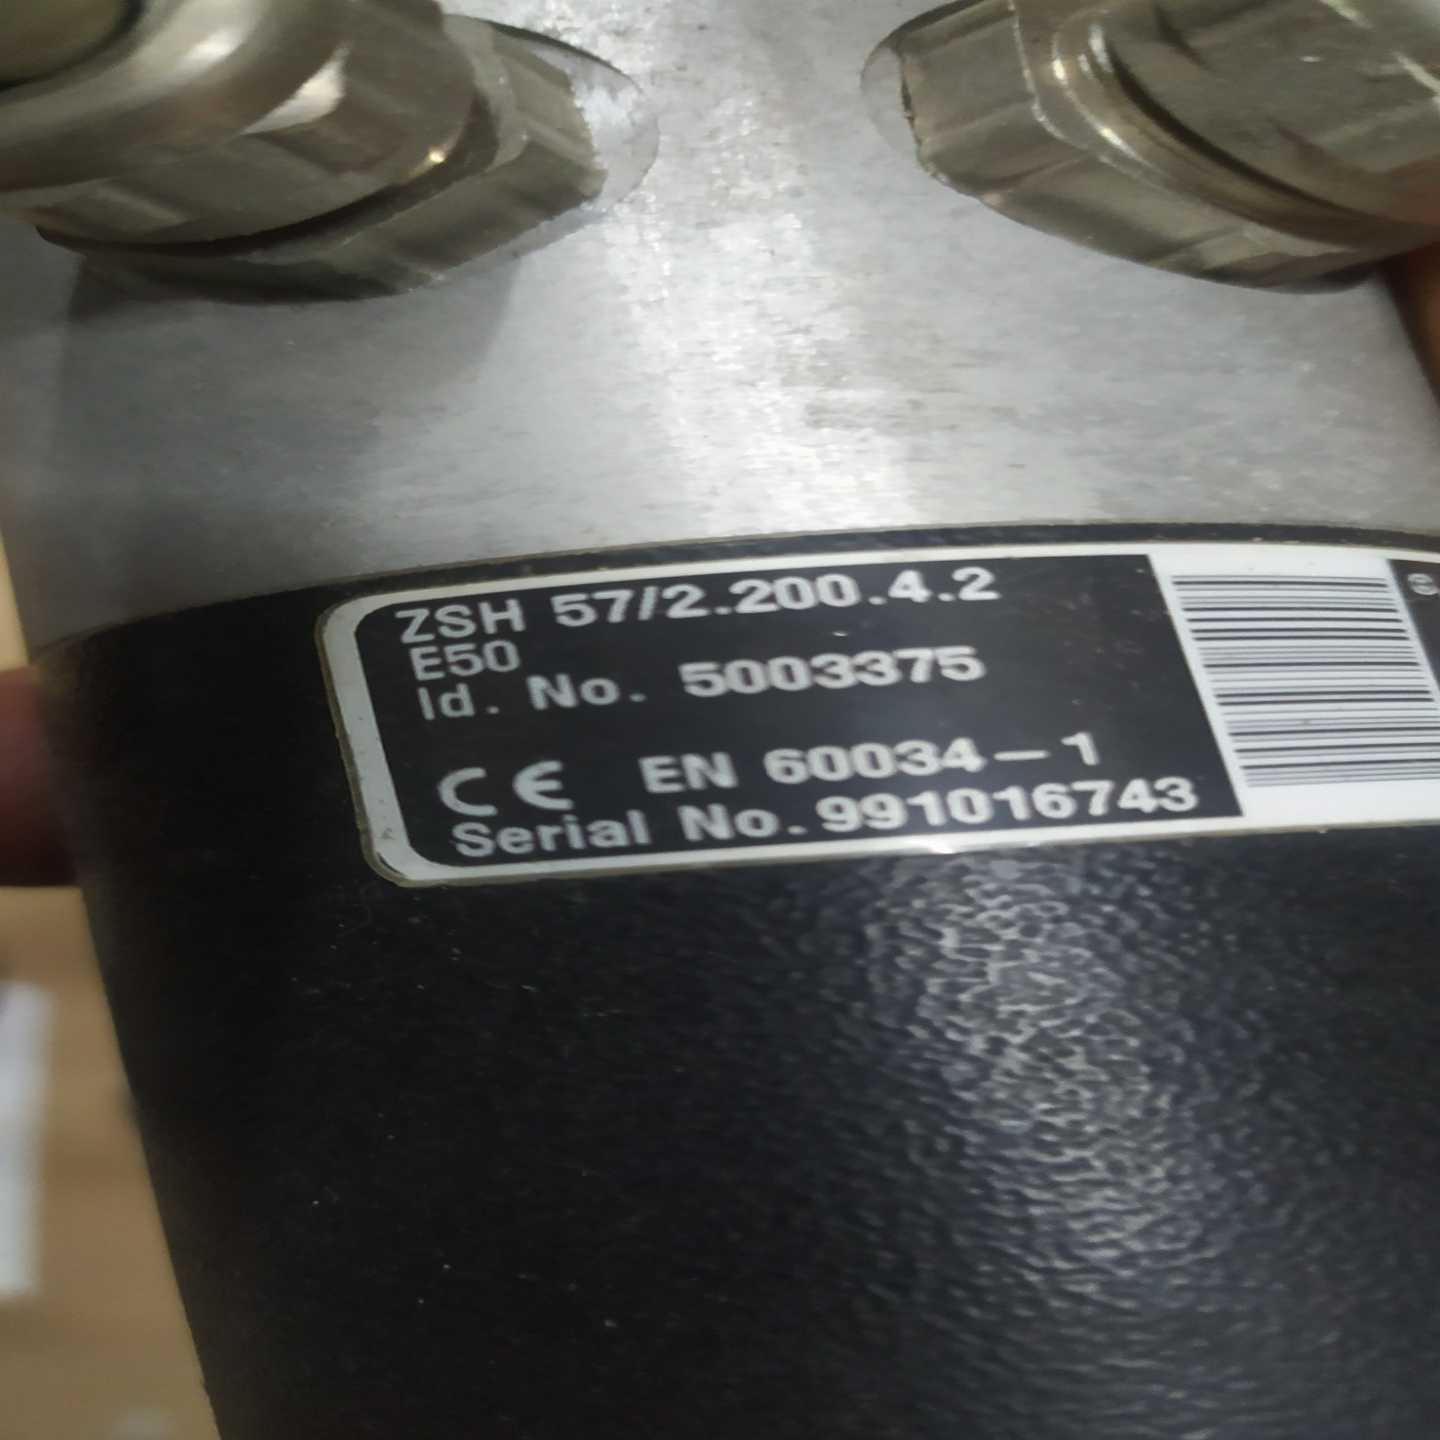 ZSH 57/2.200.4.2
E50
Id. No. 5003375
CE EN 60034-1
Serial No.991016743